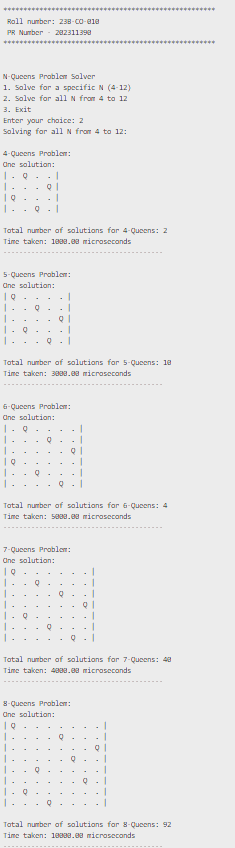 ****************************************************
Roll number: 23B-CO-010
PR Number - 202311390
****************************************************
N-Queens Problem Solver
1. Solve for a specific N (4-12)
2. Solve for all N from 4 to 12
3. Exit
Enter your choice: 2
Solving for all N from 4 to 12:
4-Queens Problem:
One solution:
| . Q . . |
| . . . Q |
| Q . . . |
| . . Q . |
Total number of solutions for 4-Queens: 2
Time taken: 1000.00 microseconds
---------------------------------------
5-Queens Problem:
One solution:
| Q . . . . |
| . . Q . . |
| . . . . Q |
| . Q . . . |
| . . . Q . |
Total number of solutions for 5-Queens: 10
Time taken: 3000.00 microseconds
---------------------------------------
6-Queens Problem:
One solution:
| . Q . . . . |
| . . . Q . . |
| . . . . . Q |
| Q . . . . . |
| . . Q . . . |
| . . . . Q . |
Total number of solutions for 6-Queens: 4
Time taken: 5000.00 microseconds
---------------------------------------
7-Queens Problem:
One solution:
| Q . . . . . . |
| . . Q . . . . |
| . . . . Q . . |
| . . . . . . Q |
| . Q . . . . . |
| . . . Q . . . |
| . . . . . Q . |
Total number of solutions for 7-Queens: 40
Time taken: 4000.00 microseconds
---------------------------------------
8-Queens Problem:
One solution:
| Q . . . . . . . |
| . . . . Q . . . |
| . . . . . . . Q |
| . . . . . Q . . |
| . . Q . . . . . |
| . . . . . . Q . |
| . Q . . . . . . |
| . . . Q . . . . |
Total number of solutions for 8-Queens: 92
Time taken: 10000.00 microseconds